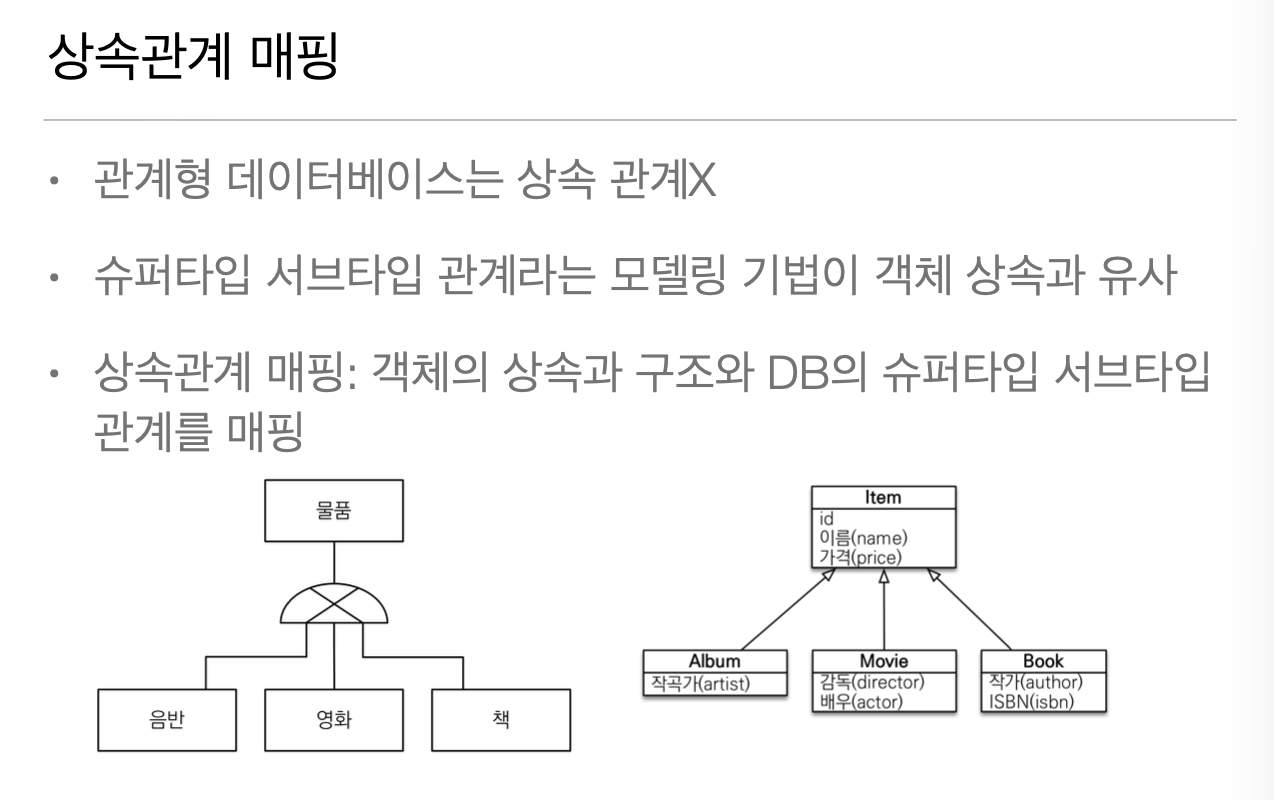 상속관계 매핑
• 관계형 데이터베이스는 상속 관계X
• 슈퍼타입 서브타입 관계라는 모델링 기법이 객체 상속과 유사
• 상속관계 매핑: 객체의 상속과 구조와 DB의 슈퍼타입 서브타입
관계를 매핑
물품
음반
영화
책
Item
id
이름(name)
가격(price)
Album
작곡가(artist)
Movie
감독(director)
배우(actor)
Book
작가(author)
ISBN(isbn)